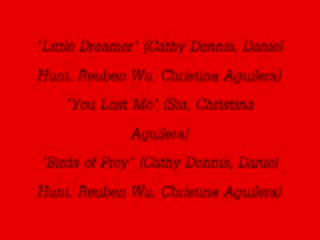 "Little Dreamer" (Cathy Dennis, Daniel
Hunt, Reuben Wu, Christina Aguilera)
"You Lost Me" (Sia, Christina
Aguilera)
"Birds of Prey" (Cathy Dennis, Daniel
Hunt, Reuben Wu, Christina Aguilera)